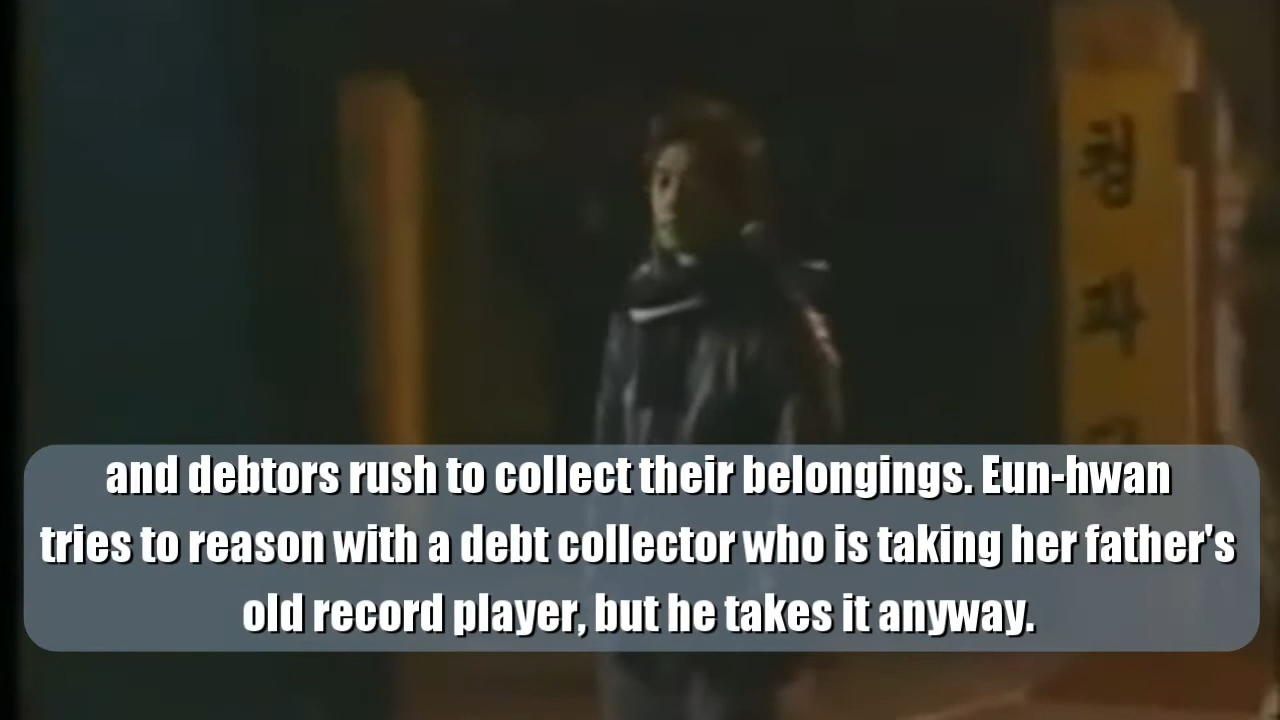 and debtors rush to collect their belongings. Eun-hwan
tries to reason with a debt collector who is taking her father's
old record player, but he takes it anyway.
과